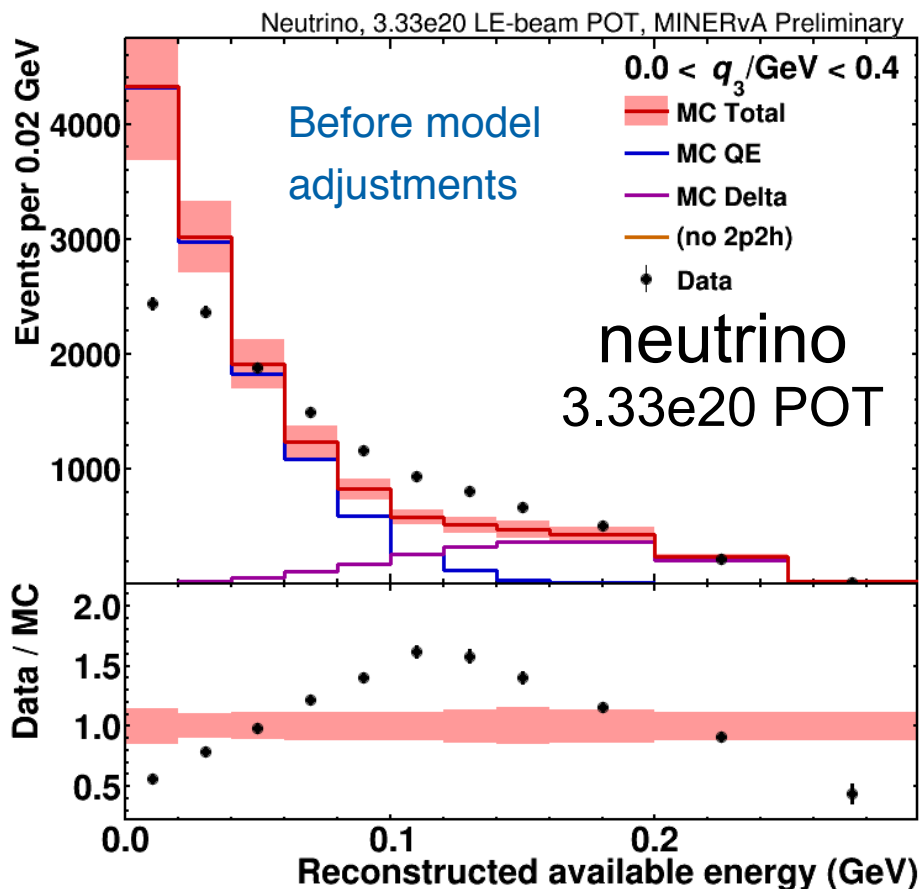 Neutrino, 3.33e20 LE-beam POT, MINERvA Preliminary
Events per 0.02 GeV
4000
3000
2000
1000
Before model
adjustments
0.0 < q3/GeV < 0.4
MC Total
MC QE
MC Delta
(no 2p2h)
Data
neutrino
3.33e20 POT
Data / MC
2.0
1.5
1.0
0.5
0.0 0.1 0.2
Reconstructed available energy (GeV)